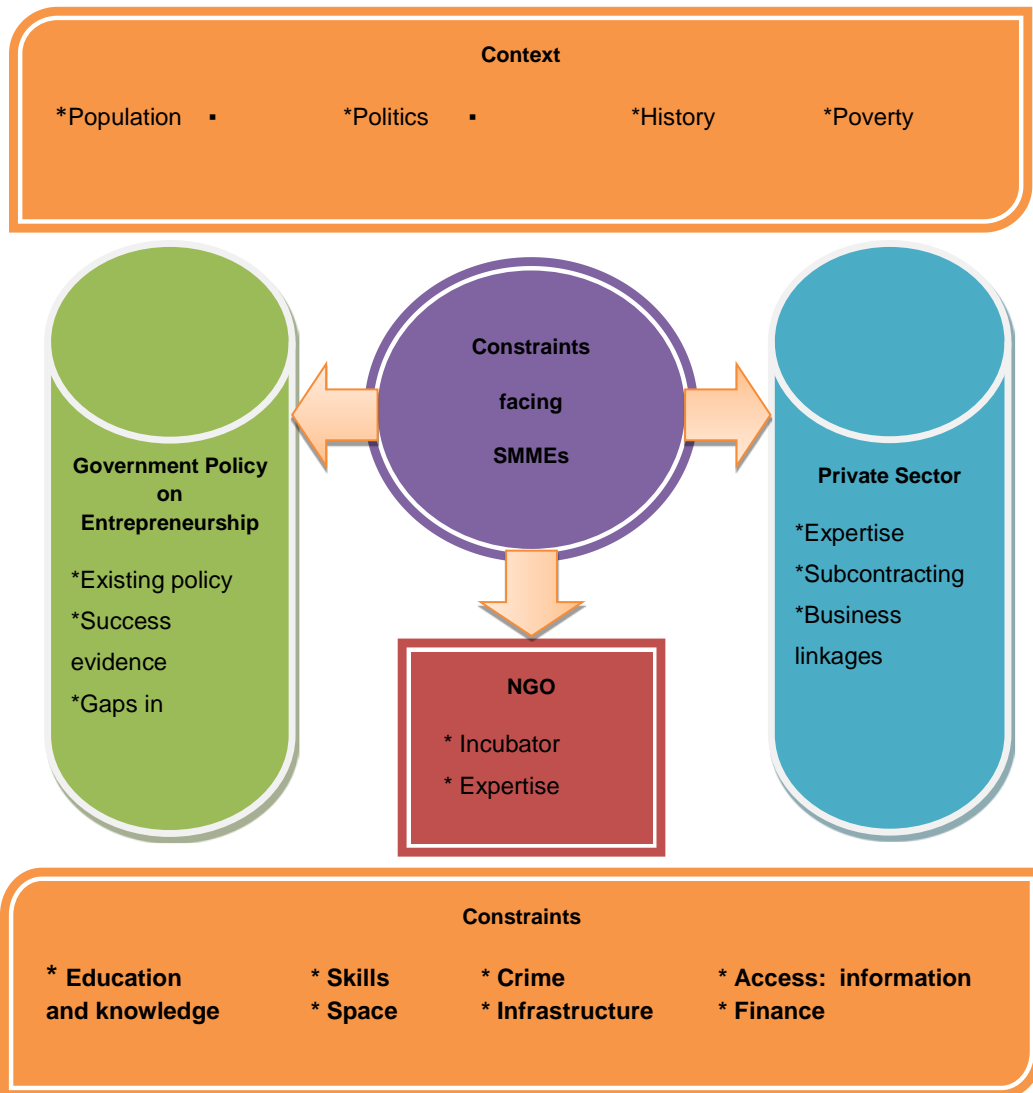 Context
*Population ▪ *Politics ▪ *History *Poverty
Constraints
facing
SMMEs
Government Policy
on
Entrepreneurship
*Existing policy
*Success
evidence
*Gaps in
Private Sector
*Expertise
*Subcontracting
*Business
linkages
NGO
* Incubator
* Expertise
Constraints
* Education * Skills * Crime * Access: information
and knowledge * Space * Infrastructure * Finance